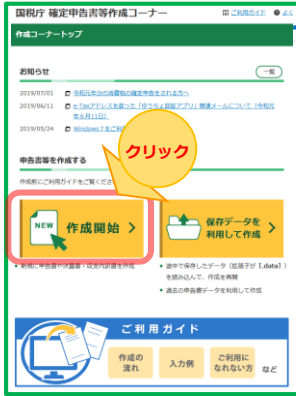 国税庁 確定申告書等作成コーナー
ご利用ガイド
作成コーナートップ
お知らせ
一覧
2019/07/01 令和元年分の消費税の確定申告をされる方へ
2019/06/11 e-Taxアドレスを装った「ゆうちょ認証アプリ」関連メールについて（令和元
年6月11日）
2019/05/24 Windows 7をご利
クリック
申告書等を作成する
作成前にご利用ガイドをご覧くださ
NEW
作成開始
保存データを
利用して作成
新規に申告書や決算書・収支内訳書を作成
途中で保存したデータ（拡張子が【.data】）
を読み込んで、作成を再開
過去の申告書データを利用して作成
ご利用ガイド
作成の
流れ
入力例
ご利用に
なれない方
など